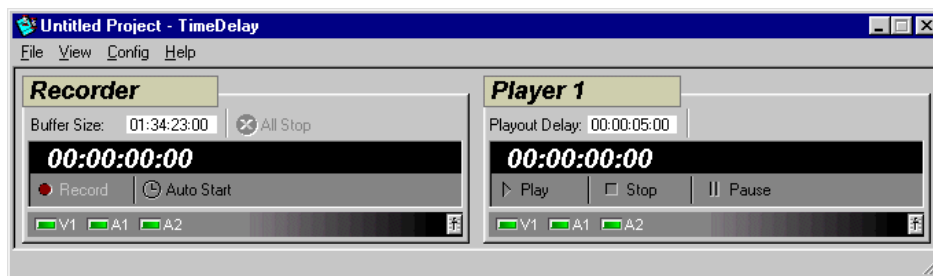 Untitled Project - TimeDelay
File View Config Help
Recorder
Buffer Size: 01:34:23:00 All Stop
00:00:00:00
Record Auto Start
V1 A1 A2
Player 1
Playout Delay: 00:00:05:00
00:00:00:00
Play Stop Pause
V1 A1 A2